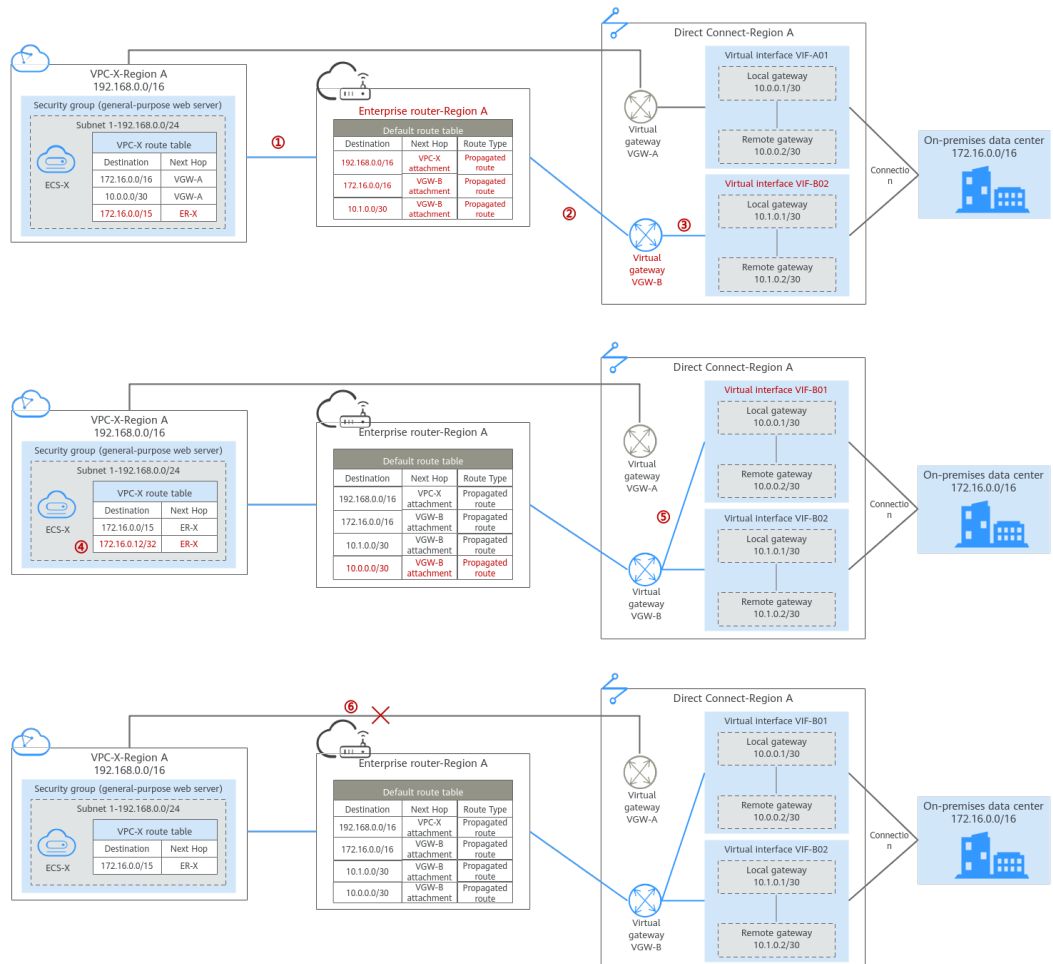 Direct Connect-Region A
VPC-X-Region A
192.168.0.0/16
Security group (general-purpose web server)
Subnet 1-192.168.0.0/24
VPC-X route table
Destination Next Hop
172.16.0.0/16 VGW-A
10.0.0.0/30 VGW-A
172.16.0.0/15 ER-X
ECS-X
①
Enterprise router-Region A
Default route table
Destination Next Hop Route Type
192.168.0.0/16 VPC-X attachment Propagated route
172.16.0.0/16 VGW-B attachment Propagated route
10.1.0.0/30 VGW-B attachment Propagated route
②
Virtual
gateway
VGW-A
Virtual
gateway
VGW-B
③
Virtual interface VIF-A01
Local gateway
10.0.0.1/30
Remote gateway
10.0.0.2/30
Virtual interface VIF-B02
Local gateway
10.1.0.1/30
Remote gateway
10.1.0.2/30
Connectio
n
On-premises data center
172.16.0.0/16
Direct Connect-Region A
VPC-X-Region A
192.168.0.0/16
Security group (general-purpose web server)
Subnet 1-192.168.0.0/24
VPC-X route table
Destination Next Hop
172.16.0.0/15 ER-X
④ 172.16.0.12/32 ER-X
ECS-X
Enterprise router-Region A
Default route table
Destination Next Hop Route Type
192.168.0.0/16 VPC-X attachment Propagated route
172.16.0.0/16 VGW-B attachment Propagated route
10.1.0.0/30 VGW-B attachment Propagated route
10.0.0.0/30 VGW-B attachment Propagated route
Virtual
gateway
VGW-A
⑤
Virtual
gateway
VGW-B
Virtual interface VIF-B01
Local gateway
10.0.0.1/30
Remote gateway
10.0.0.2/30
Virtual interface VIF-B02
Local gateway
10.1.0.1/30
Remote gateway
10.1.0.2/30
Connectio
n
On-premises data center
172.16.0.0/16
Direct Connect-Region A
⑥
VPC-X-Region A
192.168.0.0/16
Security group (general-purpose web server)
Subnet 1-192.168.0.0/24
VPC-X route table
Destination Next Hop
172.16.0.0/15 ER-X
ECS-X
Enterprise router-Region A
Default route table
Destination Next Hop Route Type
192.168.0.0/16 VPC-X attachment Propagated route
172.16.0.0/16 VGW-B attachment Propagated route
10.1.0.0/30 VGW-B attachment Propagated route
10.0.0.0/30 VGW-B attachment Propagated route
Virtual
gateway
VGW-A
Virtual
gateway
VGW-B
Virtual interface VIF-B01
Local gateway
10.0.0.1/30
Remote gateway
10.0.0.2/30
Virtual interface VIF-B02
Local gateway
10.1.0.1/30
Remote gateway
10.1.0.2/30
Connectio
n
On-premises data center
172.16.0.0/16